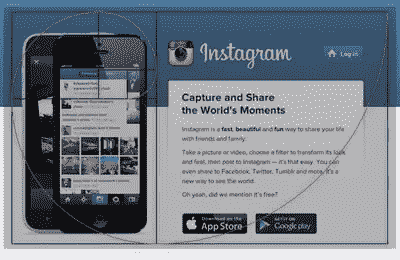 Instagram
Log in
Capture and Share
the World's Moments
Instagram is a fast, beautiful and fun way to share your life
with friends and family.
Take a picture or video, choose a filter to transform its look
and feel, then post to Instagram — it's that easy. You can
even share to Facebook, Twitter, Tumblr and more. It's a
new way to see the world.
Oh yeah, did we mention it's free?
Download on the
App Store
GET IT ON
Google play